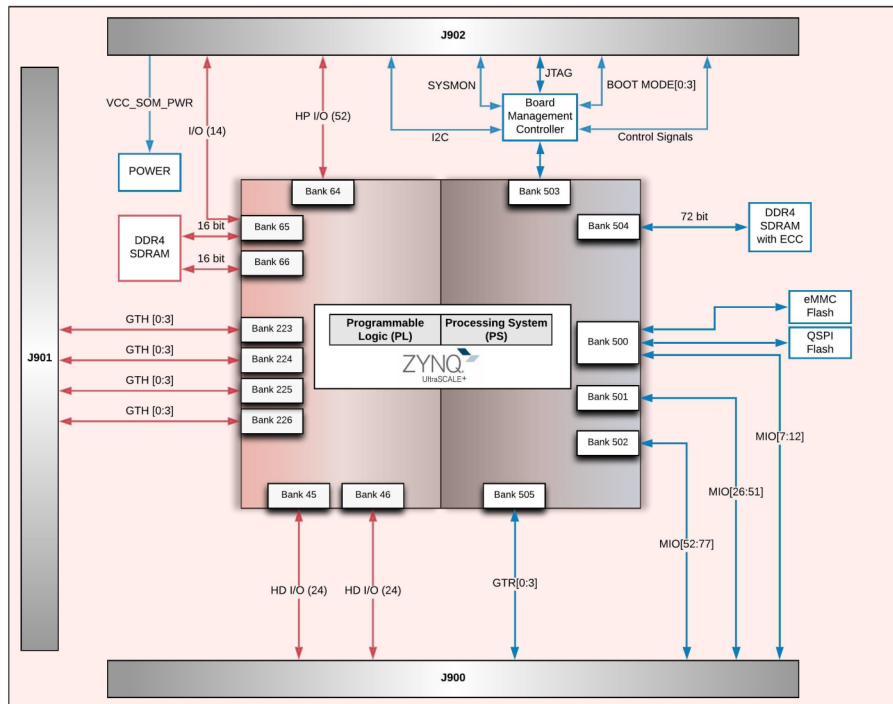 J902
VCC_SOM_PWR
I/O (14)
HP I/O (52)
SYSMON
JTAG
BOOT MODE[0:3]
I2C
Board
Management
Controller
Control Signals
POWER
Bank 64
Bank 503
DDR4
SDRAM
16 bit
16 bit
Bank 65
Bank 66
Bank 504
72 bit
DDR4
SDRAM
with ECC
J901
GTH [0:3]
GTH [0:3]
GTH [0:3]
GTH [0:3]
Bank 223
Bank 224
Bank 225
Bank 226
Programmable
Logic (PL)
Processing System
(PS)
ZYNQ
UltraSCALE+
Bank 500
Bank 501
Bank 502
eMMC
Flash
QSPI
Flash
MIO[7:12]
MIO[26:51]
MIO[52:77]
Bank 45
Bank 46
Bank 505
HD I/O (24)
HD I/O (24)
GTR[0:3]
J900